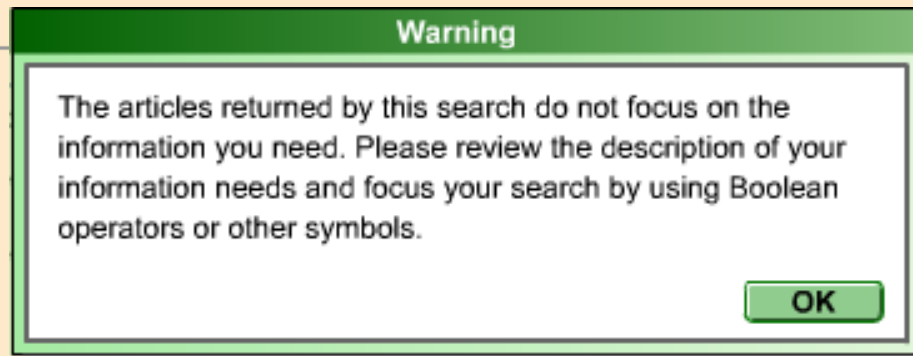 Warning
The articles returned by this search do not focus on the
information you need. Please review the description of your
information needs and focus your search by using Boolean
operators or other symbols.
OK